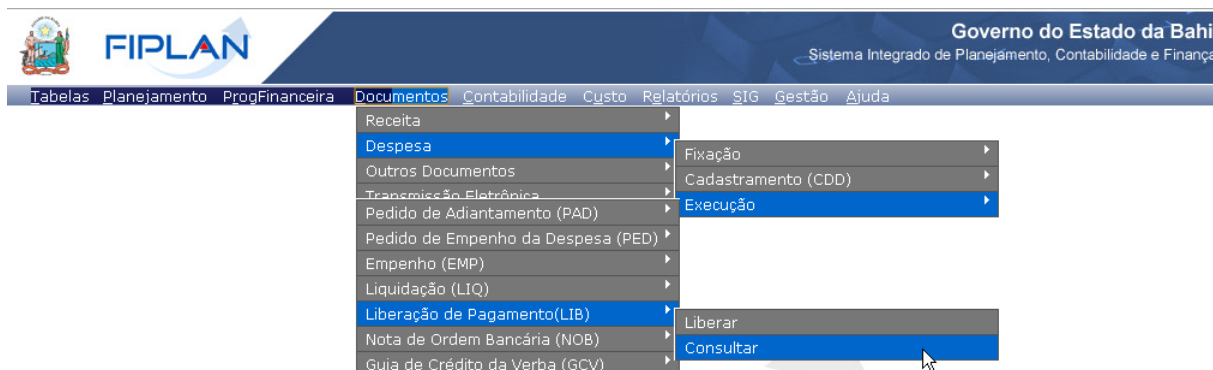 FIPLAN
Governo do Estado da Bahi
Sistema Integrado de Planejamento, Contabilidade e Finança
Tabelas Planejamento ProgFinanceira Documentos Contabilidade Custo Relatórios SIG Gestão Ajuda
Receita
Despesa
Outros Documentos
Transmissão Eletrônica
Fixação
Cadastramento (CDD)
Execução
Pedido de Adiantamento (PAD)
Pedido de Empenho da Despesa (PED)
Empenho (EMP)
Liquidação (LIQ)
Liberação de Pagamento(LIB)
Nota de Ordem Bancária (NOB)
Guia de Crédito da Verba (GCV)
Liberar
Consultar